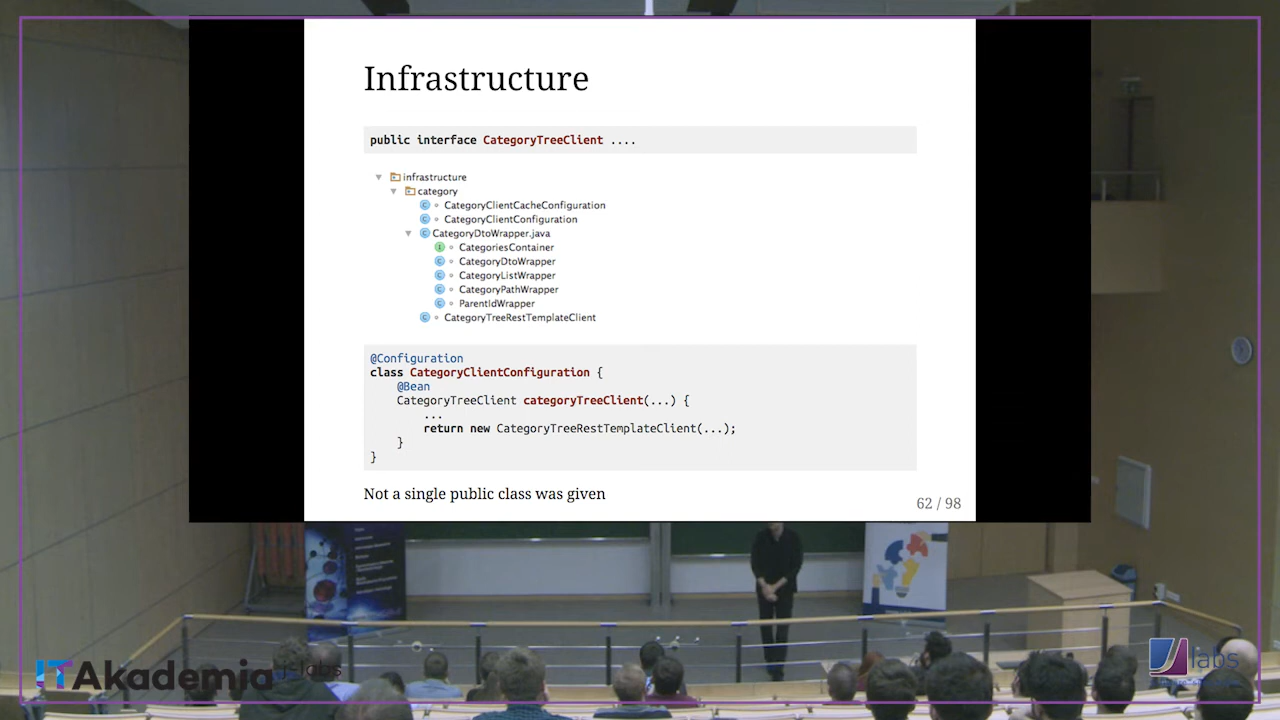 Infrastructure
public interface CategoryTreeClient ....
infrastructure
category
CategoryClientCacheConfiguration
CategoryClientConfiguration
CategoryDtoWrapper.java
CategoriesContainer
CategoryDtoWrapper
CategoryListWrapper
CategoryPathWrapper
ParentIdWrapper
CategoryTreeRestTemplateClient
@Configuration
class CategoryClientConfiguration {
@Bean
CategoryTreeClient categoryTreeClient(...) {
...
return new CategoryTreeRestTemplateClient(...);
}
}
Not a single public class was given
62 / 98
ITAkademia j-labs
labs